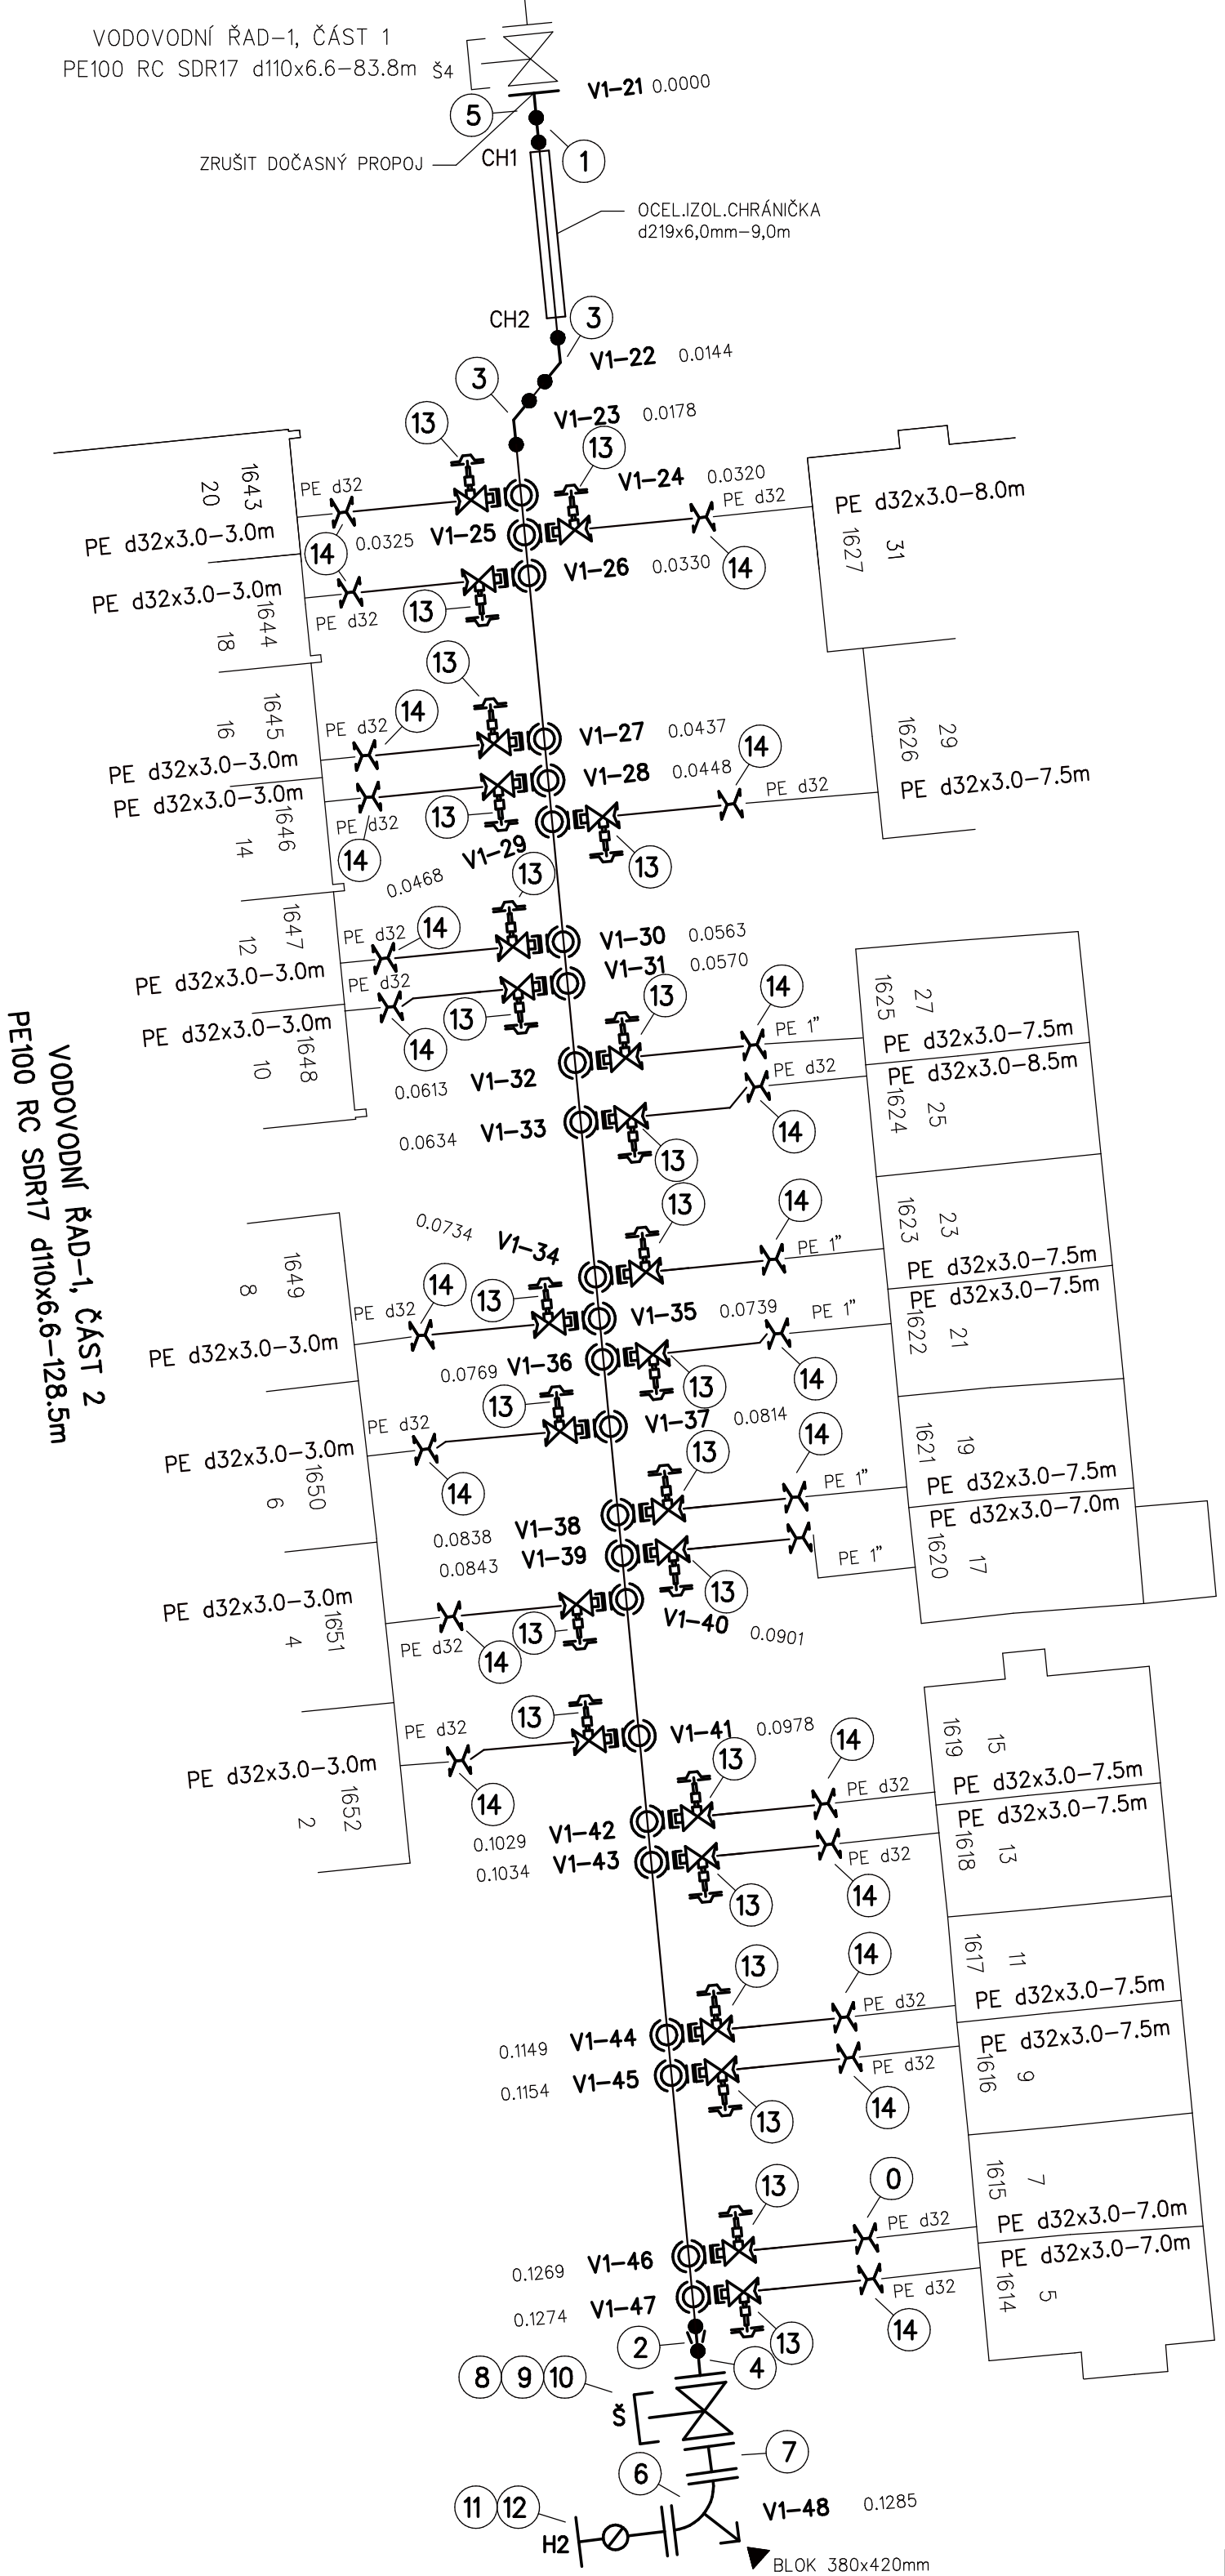 VODOVODNÍ ŘAD-1, ČÁST 1
PE100 RC SDR17 d110x6.6-83.8m Š4
V1-21 0.0000
5
ZRUŠIT DOČASNÝ PROPOJ
CH1
1
OCEL.IZOL.CHRÁNIČKA
d219x6,0mm-9,0m
CH2
3
V1-22 0.0144
3
V1-23 0.0178
13
13
V1-24 0.0320
1643
20
PE d32
PE d32
PE d32x3.0-8.0m
PE d32x3.0-3.0m
14
0.0325 V1-25
1627
31
V1-26 0.0330
14
PE d32x3.0-3.0m
1644
18
PE d32
13
13
1645
16
PE d32
14
V1-27 0.0437
14
1626
29
PE d32x3.0-3.0m
V1-28 0.0448
PE d32
PE d32x3.0-7.5m
PE d32x3.0-3.0m
1646
14
PE d32
13
14
V1-29
0.0468
13
13
1647
12
PE d32
14
V1-30 0.0563
PE d32x3.0-3.0m
PE d32
V1-31 0.0570
13
14
1625
27
PE d32x3.0-3.0m
1648
10
14
13
PE 1"
PE d32x3.0-7.5m
0.0613 V1-32
PE d32
PE d32x3.0-8.5m
1624
25
0.0634 V1-33
14
13
VODOVODNÍ ŘAD-1, ČÁST 2
PE100 RC SDR17 d110x6.6-128.5m
0.0734 V1-34
13
14
1623
23
PE 1"
PE d32x3.0-7.5m
1649
8
PE d32
14
13
V1-35 0.0739
PE 1"
PE d32x3.0-7.5m
1622
21
PE d32x3.0-3.0m
0.0769 V1-36
13
14
PE d32
13
V1-37 0.0814
14
1621
19
PE d32x3.0-3.0m
1650
6
14
13
PE 1"
PE d32x3.0-7.5m
0.0838 V1-38
PE d32x3.0-7.0m
0.0843 V1-39
PE 1"
1620
17
13
PE d32x3.0-3.0m
1651
4
PE d32
14
13
V1-40 0.0901
PE d32
13
V1-41 0.0978
14
1619
15
PE d32x3.0-3.0m
1652
2
14
13
PE d32
PE d32x3.0-7.5m
0.1029 V1-42
PE d32x3.0-7.5m
0.1034 V1-43
PE d32
1618
13
13
14
13
14
1617
11
PE d32
PE d32x3.0-7.5m
0.1149 V1-44
PE d32x3.0-7.5m
0.1154 V1-45
PE d32
1616
9
13
14
13
0
1615
7
PE d32
PE d32x3.0-7.0m
0.1269 V1-46
PE d32x3.0-7.0m
0.1274 V1-47
PE d32
1614
5
2
13
14
4
8 9 10
Š
7
6
11 12
H2
V1-48 0.1285
BLOK 380x420mm